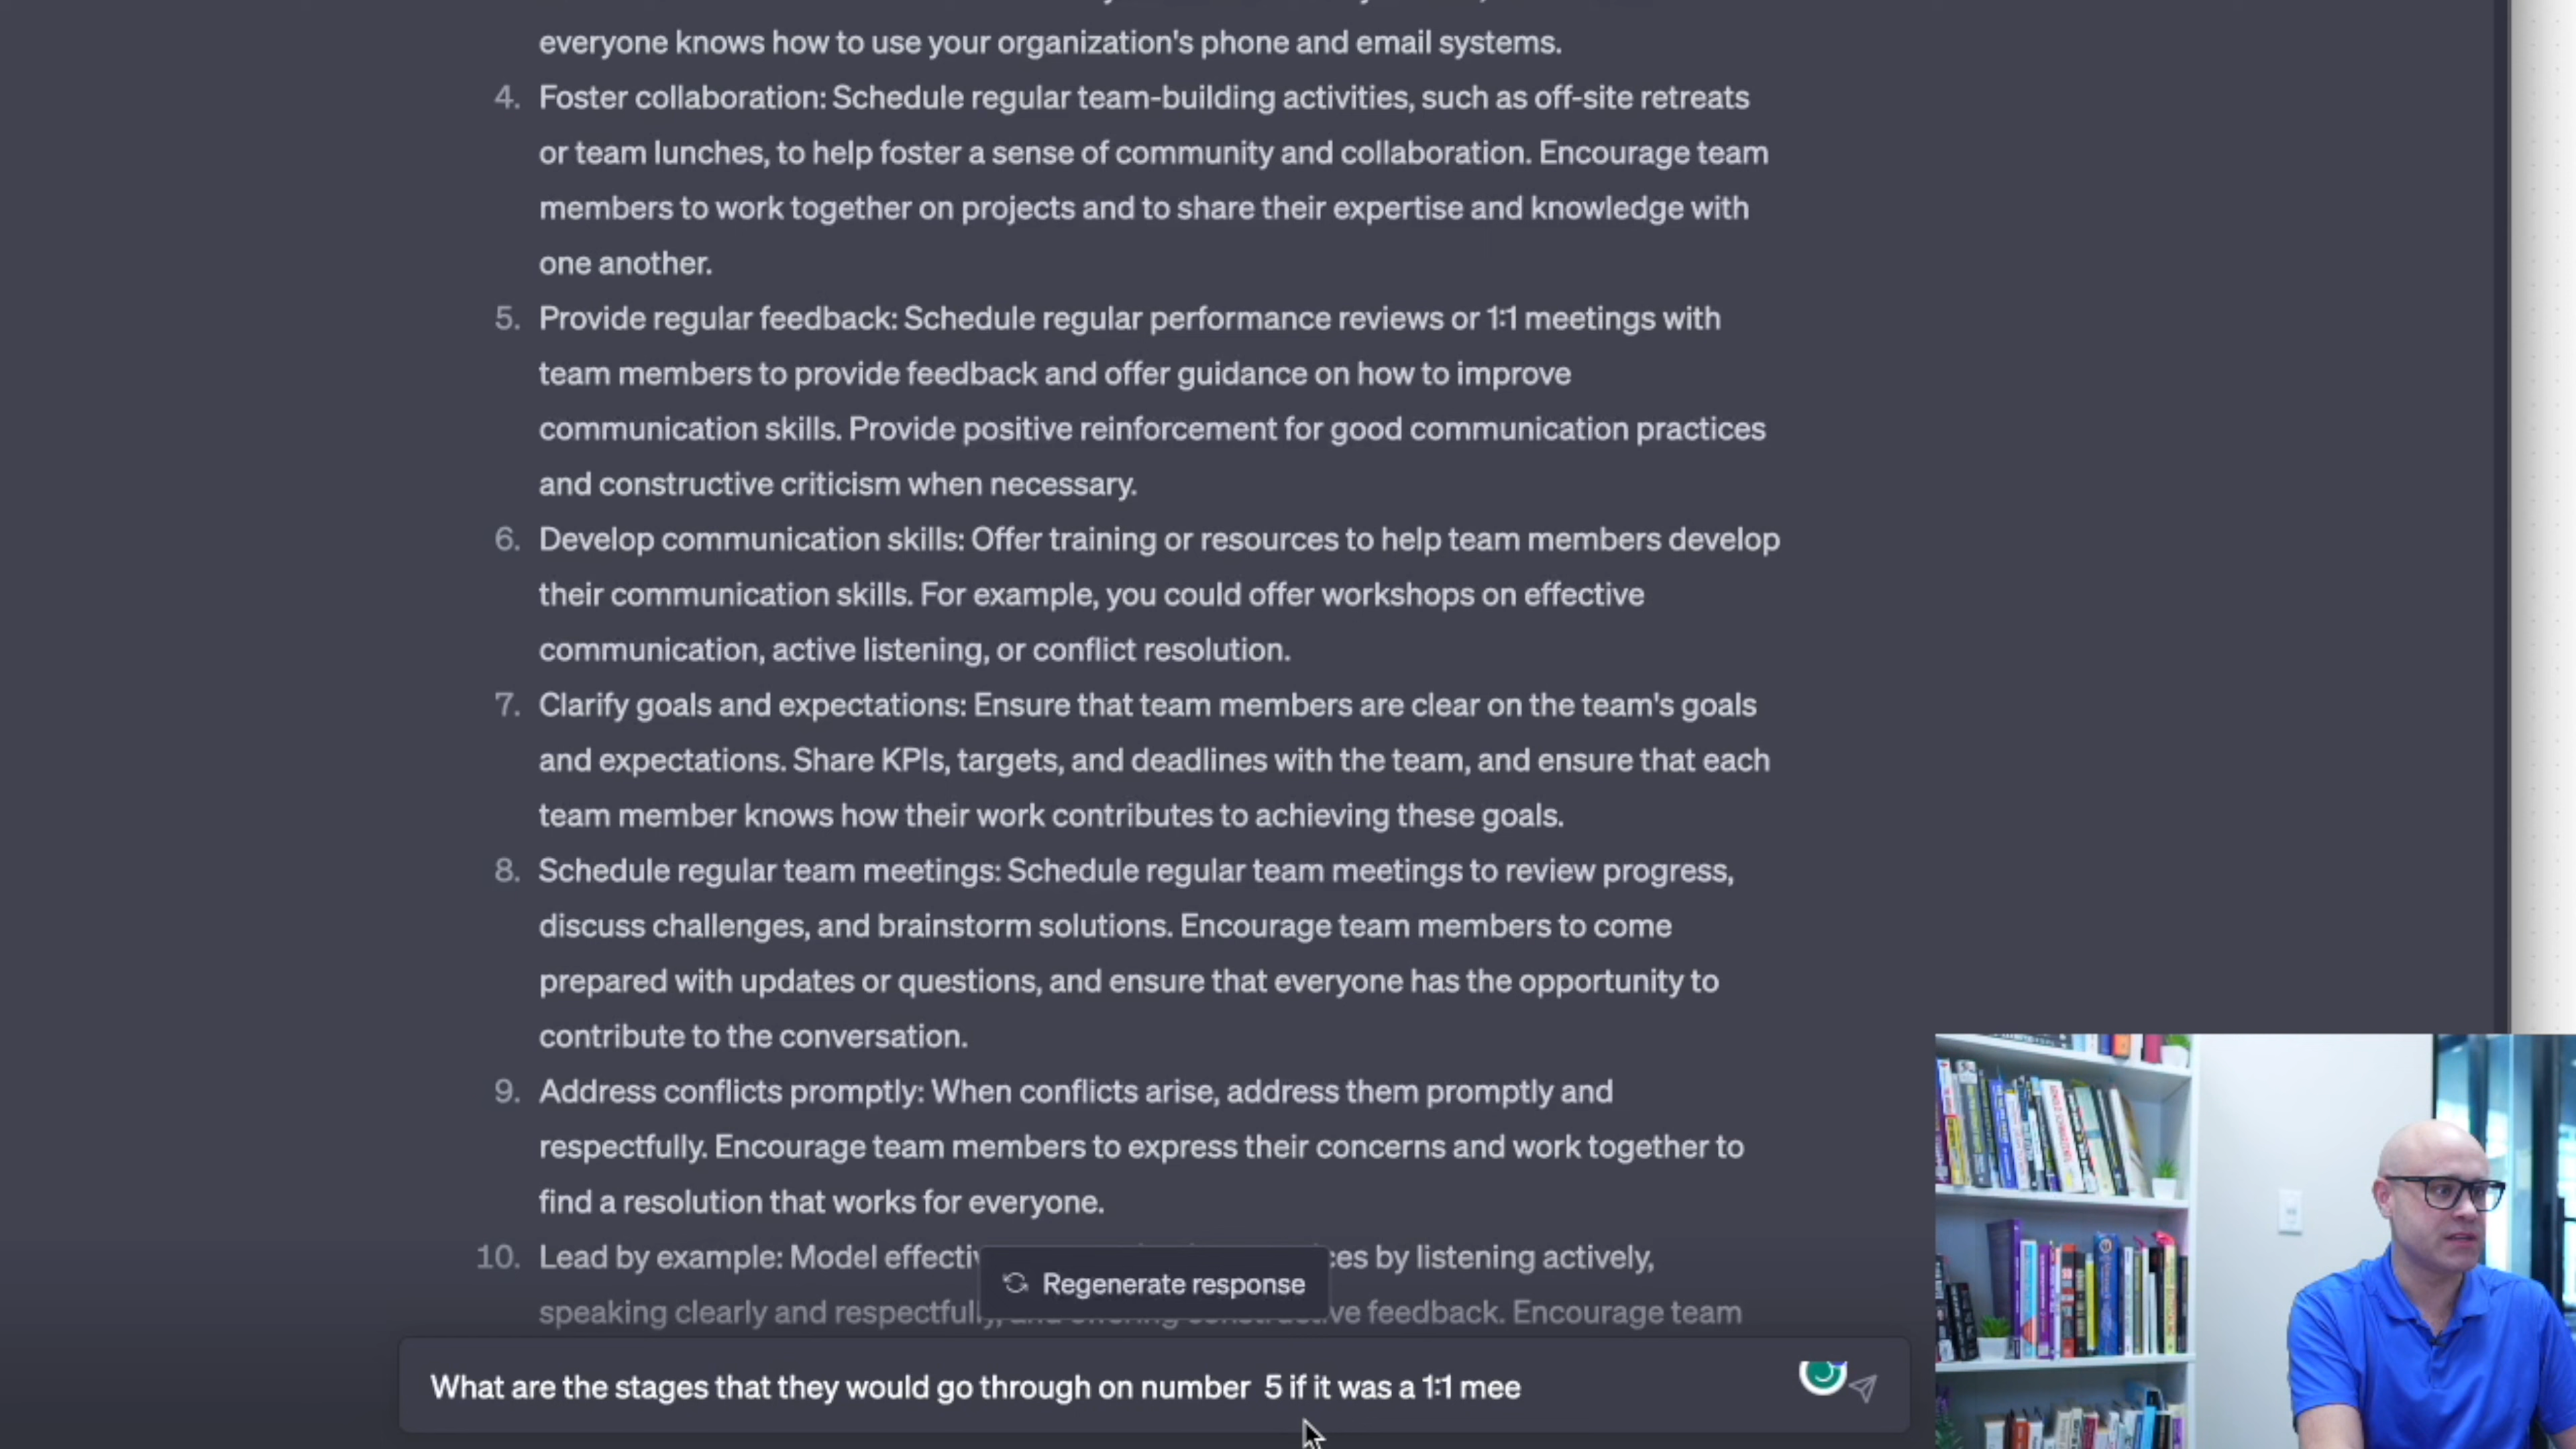 everyone knows how to use your organization's phone and email systems.
4. Foster collaboration: Schedule regular team-building activities, such as off-site retreats
or team lunches, to help foster a sense of community and collaboration. Encourage team
members to work together on projects and to share their expertise and knowledge with
one another.
5. Provide regular feedback: Schedule regular performance reviews or 1:1 meetings with
team members to provide feedback and offer guidance on how to improve
communication skills. Provide positive reinforcement for good communication practices
and constructive criticism when necessary.
6. Develop communication skills: Offer training or resources to help team members develop
their communication skills. For example, you could offer workshops on effective
communication, active listening, or conflict resolution.
7. Clarify goals and expectations: Ensure that team members are clear on the team's goals
and expectations. Share KPIs, targets, and deadlines with the team, and ensure that each
team member knows how their work contributes to achieving these goals.
8. Schedule regular team meetings: Schedule regular team meetings to review progress,
discuss challenges, and brainstorm solutions. Encourage team members to come
prepared with updates or questions, and ensure that everyone has the opportunity to
contribute to the conversation.
9. Address conflicts promptly: When conflicts arise, address them promptly and
respectfully. Encourage team members to express their concerns and work together to
find a resolution that works for everyone.
10. Lead by example: Model by listening actively,
Regenerate response
speaking clearly and feedback. Encourage team
What are the stages that they would go through on number 5 if it was a 1:1 mee